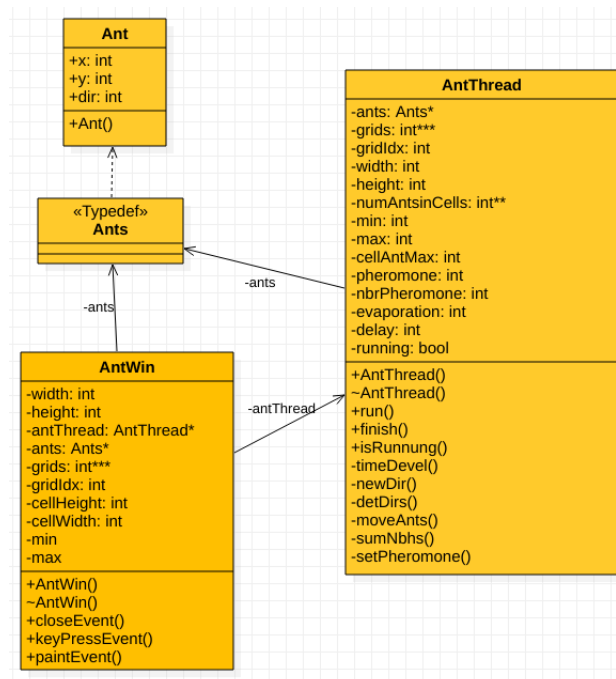 Ant
+x: int
+y: int
+dir: int
+Ant()
«Typedef»
Ants
-ants
-ants
AntWin
-width: int
-height: int
-antThread: AntThread*
-ants: Ants*
-grids: int***
-gridIdx: int
-cellHeight: int
-cellWidth: int
-min
-max
+AntWin()
~AntWin()
+closeEvent()
+keyPressEvent()
+paintEvent()
-antThread
AntThread
-ants: Ants*
-grids: int***
-gridIdx: int
-width: int
-height: int
-numAntsinCells: int**
-min: int
-max: int
-cellAntMax: int
-pheromone: int
-nbrPheromone: int
-evaporation: int
-delay: int
-running: bool
+AntThread()
~AntThread()
+run()
+finish()
+isRunnung()
-timeDevel()
-newDir()
-detDirs()
-moveAnts()
-sumNbhs()
-setPheromone()